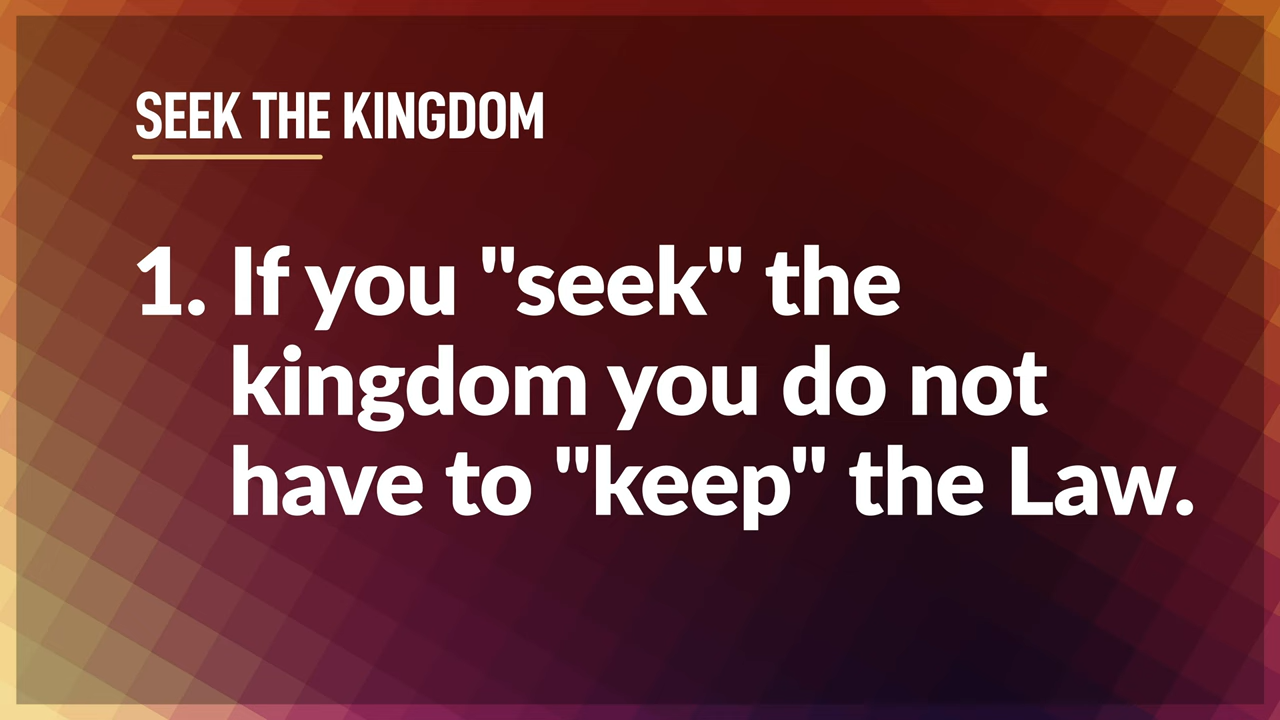 SEEK THE KINGDOM
1. If you "seek" the
kingdom you do not
have to "keep" the Law.